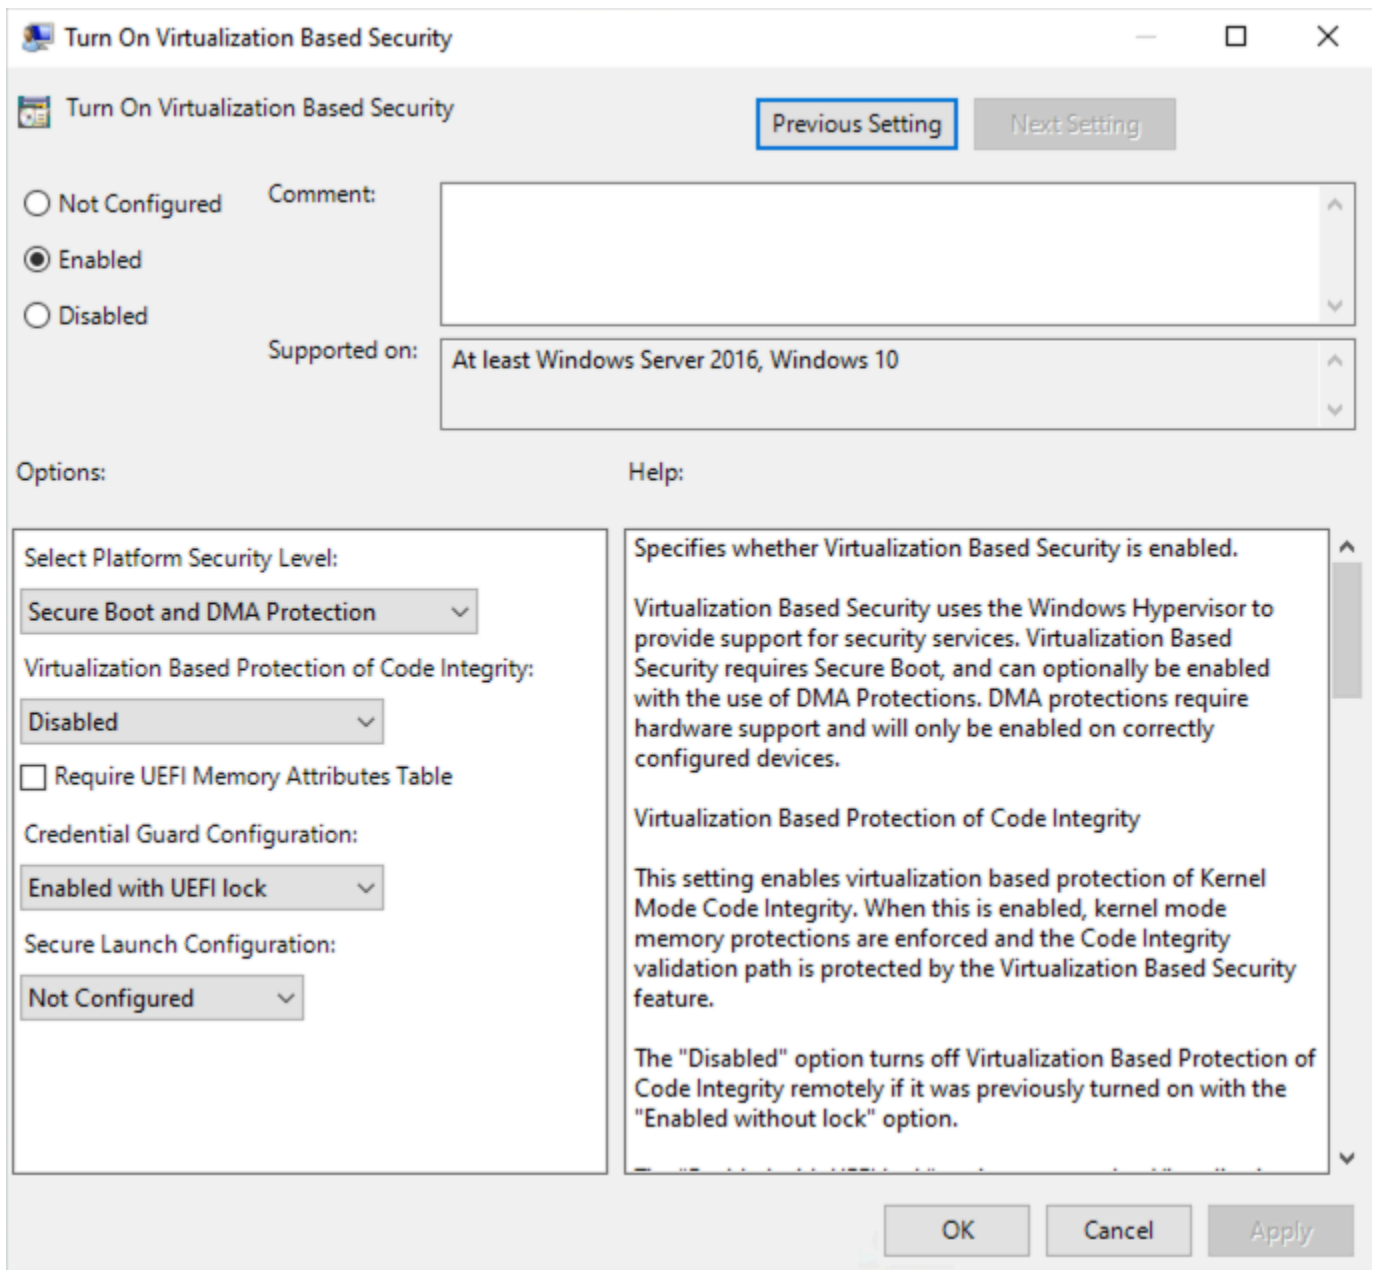 Turn On Virtualization Based Security
Turn On Virtualization Based Security
Previous Setting
Next Setting
Not Configured
Comment:
Enabled
Disabled
Supported on:
At least Windows Server 2016, Windows 10
Options:
Help:
Select Platform Security Level:
Secure Boot and DMA Protection
Virtualization Based Protection of Code Integrity:
Disabled
Require UEFI Memory Attributes Table
Credential Guard Configuration:
Enabled with UEFI lock
Secure Launch Configuration:
Not Configured
Specifies whether Virtualization Based Security is enabled.
Virtualization Based Security uses the Windows Hypervisor to
provide support for security services. Virtualization Based
Security requires Secure Boot, and can optionally be enabled
with the use of DMA Protections. DMA protections require
hardware support and will only be enabled on correctly
configured devices.
Virtualization Based Protection of Code Integrity
This setting enables virtualization based protection of Kernel
Mode Code Integrity. When this is enabled, kernel mode
memory protections are enforced and the Code Integrity
validation path is protected by the Virtualization Based Security
feature.
The "Disabled" option turns off Virtualization Based Protection of
Code Integrity remotely if it was previously turned on with the
"Enabled without lock" option.
OK
Cancel
Apply